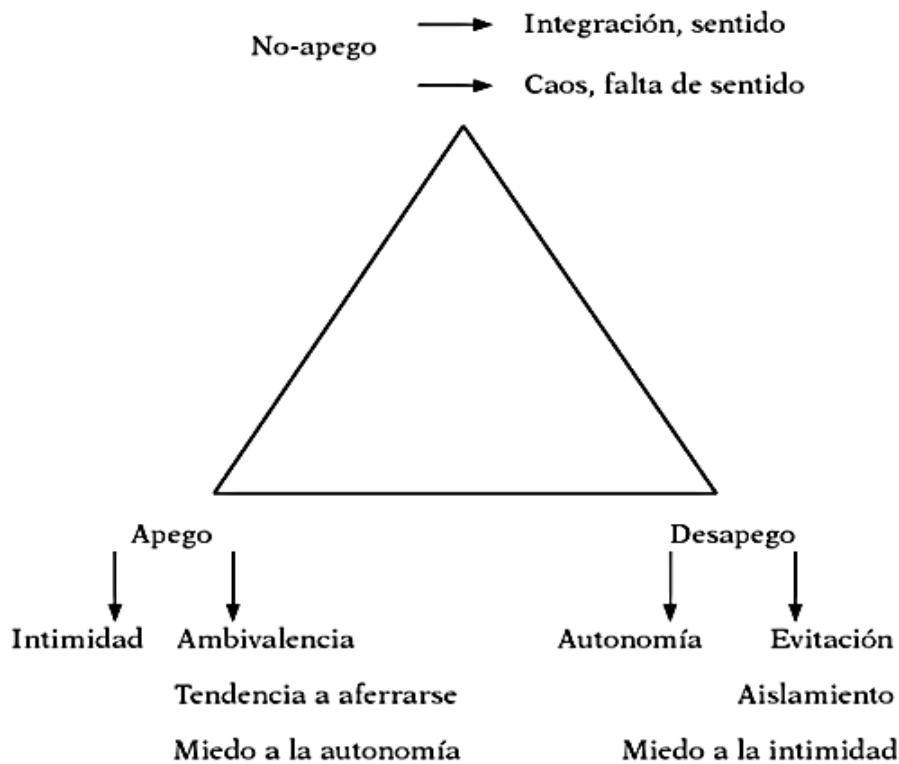 Integración, sentido
No-apego
Caos, falta de sentido
Apego
Desapego
Intimidad
Ambivalencia
Autonomía
Evitación
Tendencia a aferrarse
Aislamiento
Miedo a la autonomía
Miedo a la intimidad